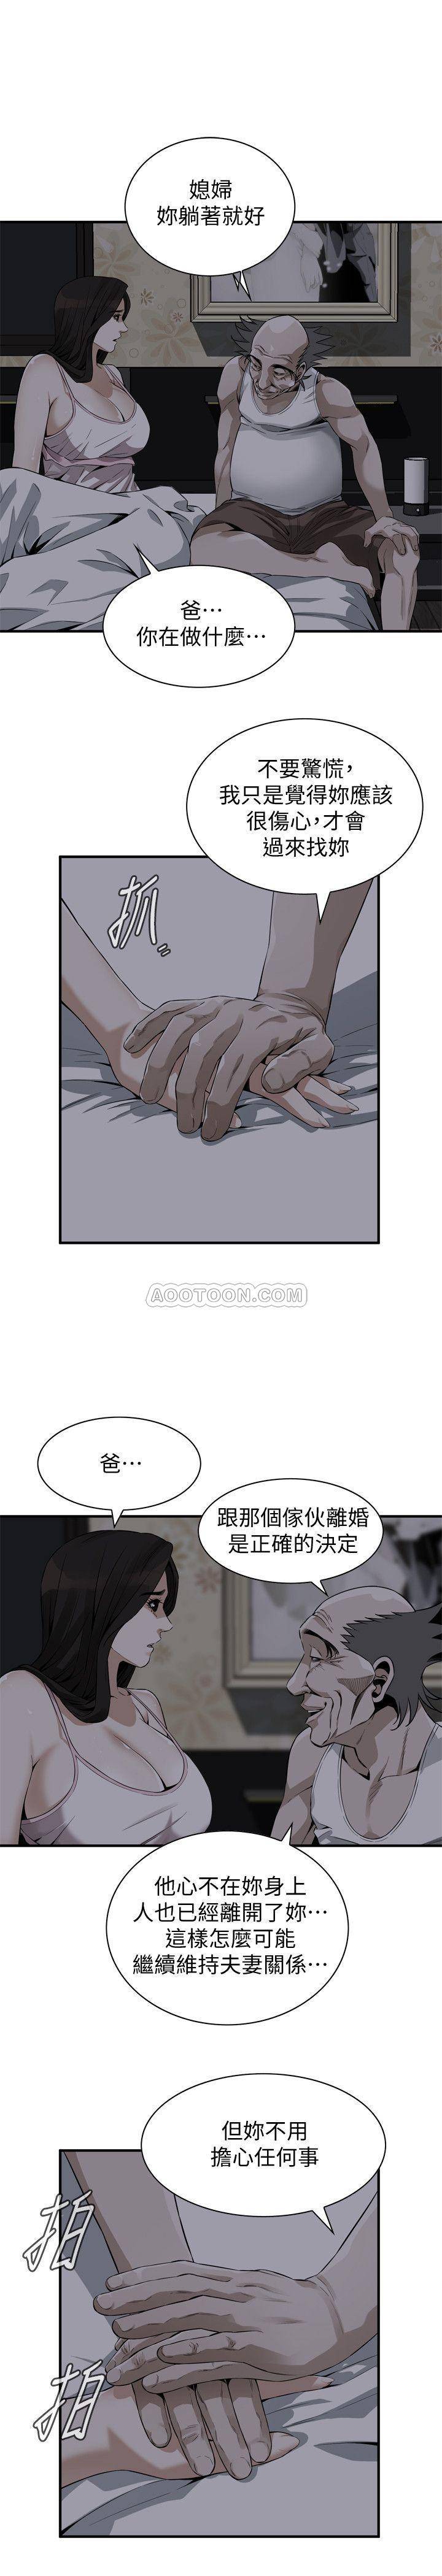 媳婦
妳躺著就好
爸…
你在做什麼…
不要驚慌，
我只是覺得妳應該
很傷心，才會
過來找妳
抓
AOOTOON.COM
爸…
跟那個傢伙離婚
是正確的決定
他心不在妳身上
人也已經離開了妳…
這樣怎麼可能
繼續維持夫妻關係…
但妳不用
擔心任何事
拍
拍